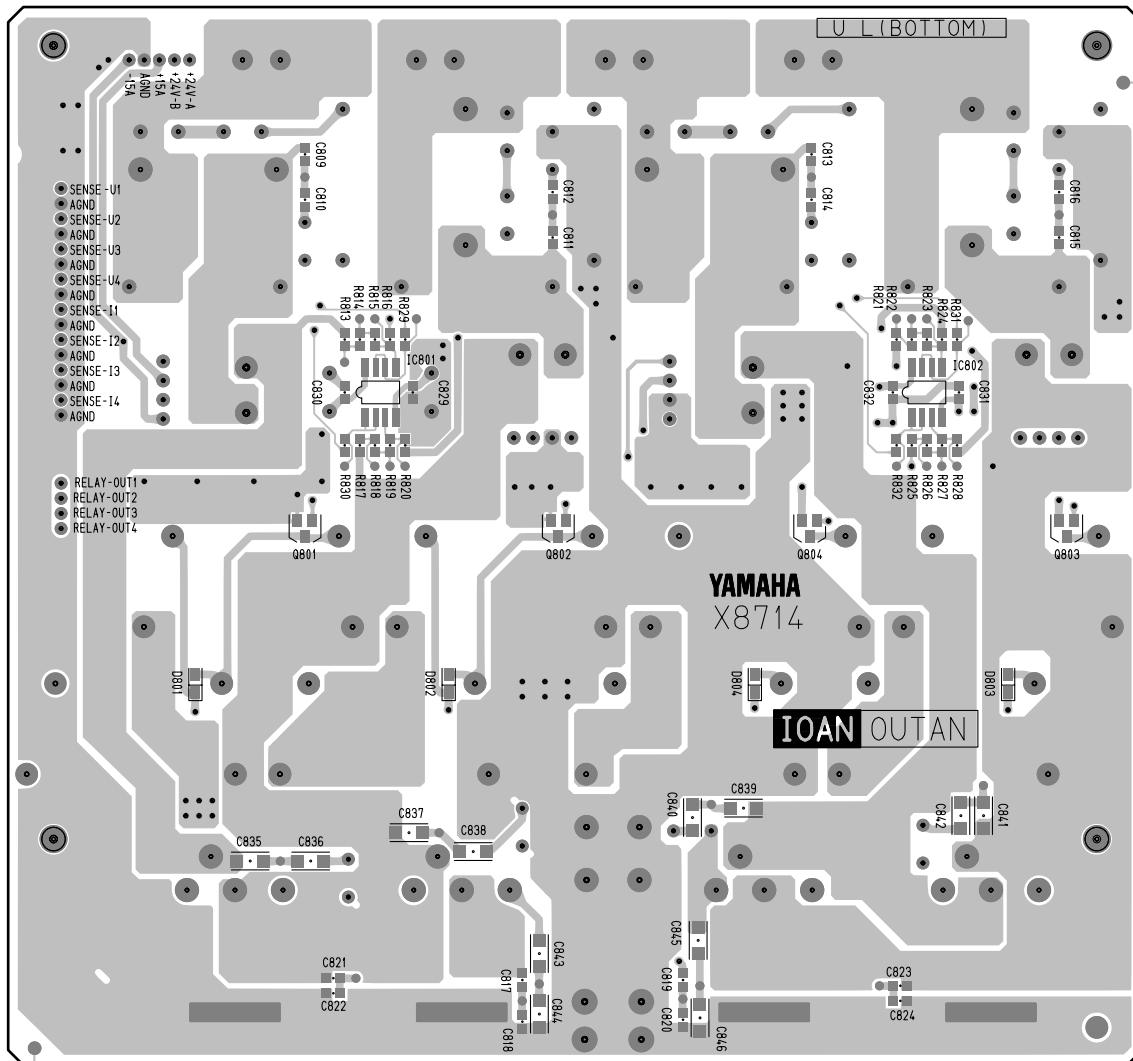 U L(BOTTOM)
-15A
AGND
+15A
+24V-B
+24V-A
C809
C810
C812
C811
C813
C814
C816
C815
SENSE-U1
AGND
SENSE-U2
AGND
SENSE-U3
AGND
SENSE-U4
AGND
SENSE-I1
AGND
SENSE-I2
AGND
SENSE-I3
AGND
SENSE-I4
AGND
R813
R814
R815
R816
R829
IC801
C830
C829
R830
R817
R818
R819
R820
R821
R822
R823
R824
R831
IC802
C832
C831
R832
R825
R826
R827
R828
RELAY-OUT1
RELAY-OUT2
RELAY-OUT3
RELAY-OUT4
Q801
Q802
Q804
Q803
YAMAHA
X8714
D801
D802
D804
D803
IOAN OUTAN
C837
C838
C840
C839
C842
C841
C835
C836
C843
C845
C821
C822
C817
C844
C818
C819
C820
C846
C823
C824